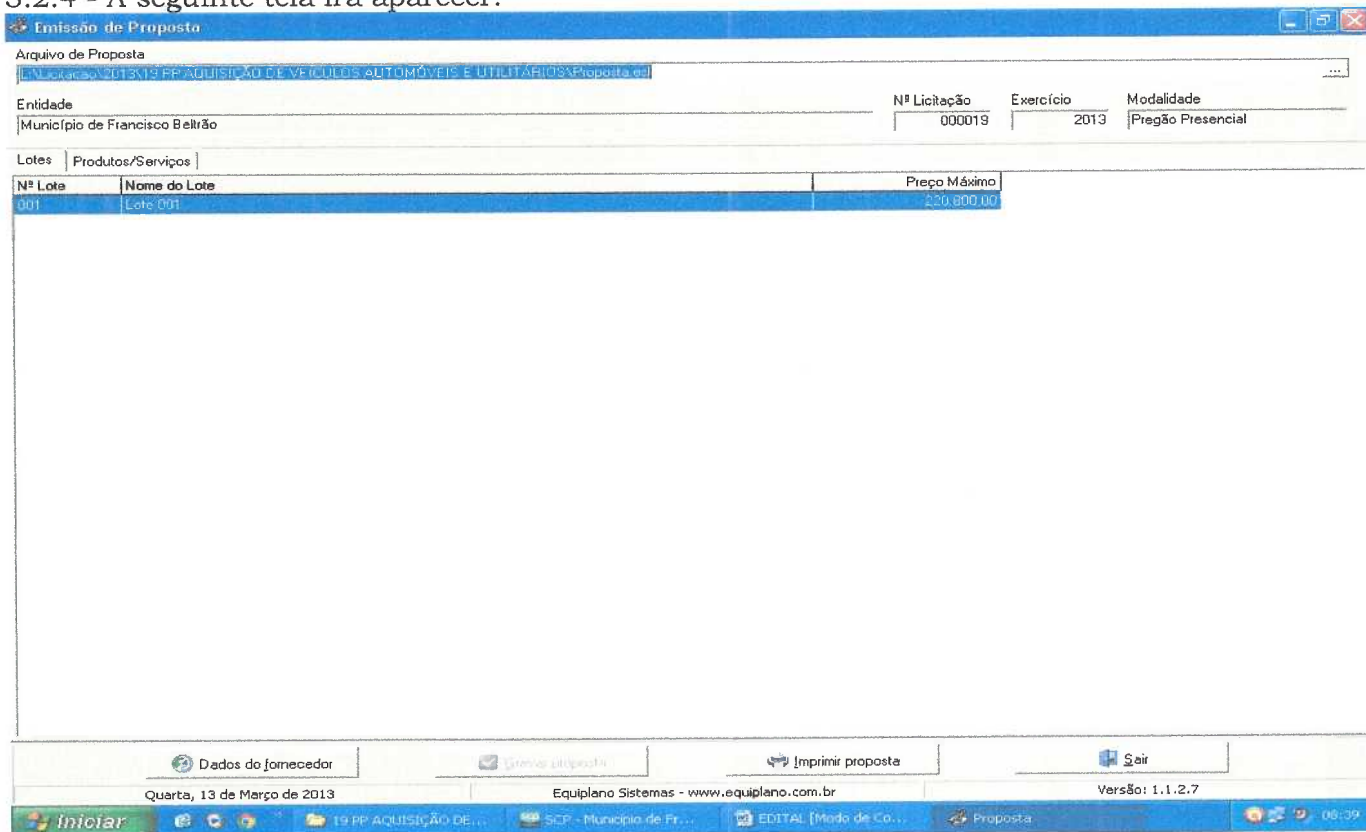 3.2.4 - A seguinte tela irá aparecer:
Emissão de Proposta
Arquivo de Proposta
L:\Licitacao\2013\19 PP AQUISIÇÃO DE VEICULOS AUTOMÓVEIS E UTILITÁRIOS\Proposta.esl
...
Entidade
Nº Licitação
Exercício
Modalidade
Município de Francisco Beltrão
000019
2013
Pregão Presencial
Lotes
Produtos/Serviços
Nº Lote
Nome do Lote
Preço Máximo
001
Lote 001
220.800,00
Dados do fornecedor
Gravar proposta
Imprimir proposta
Sair
Quarta, 13 de Março de 2013
Equiplano Sistemas - www.equiplano.com.br
Versão: 1.1.2.7
Iniciar
19 PP AQUISIÇÃO DE...
SCP - Município de Fr...
EDITAL [Modo de Co...
Proposta
08:39